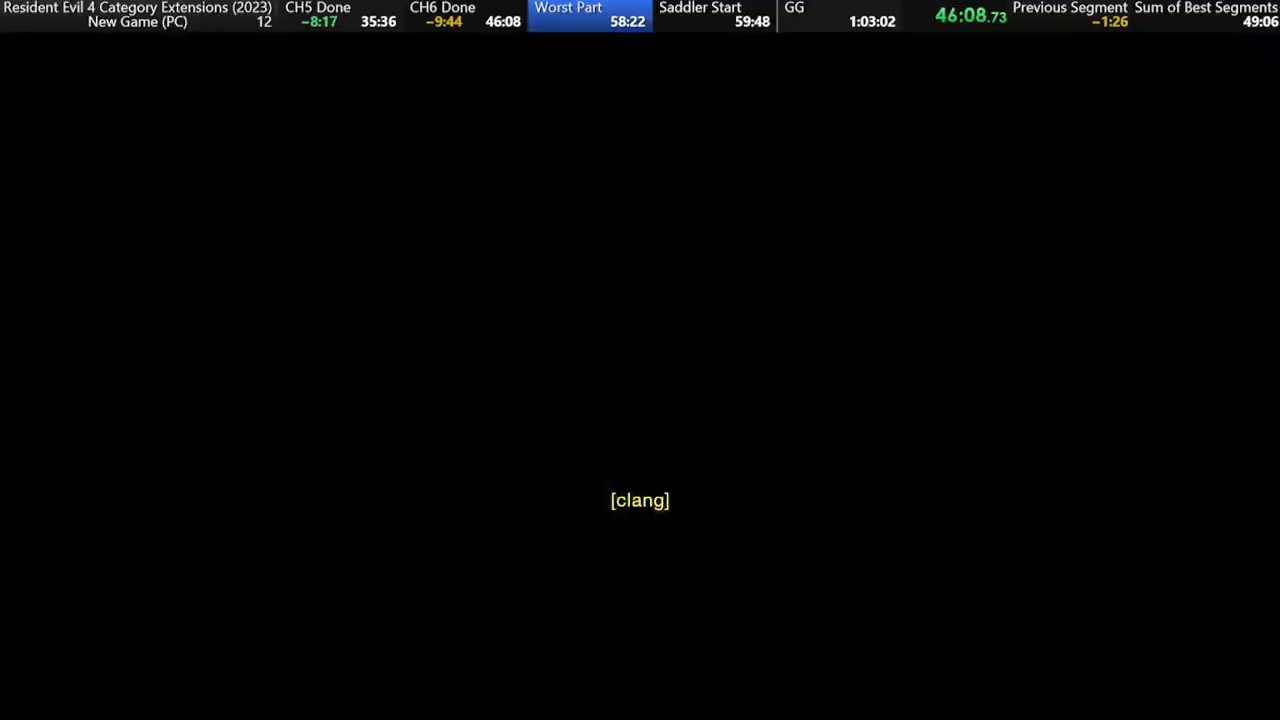 Resident Evil 4 Category Extensions (2023)
New Game (PC) 12
CH5 Done
−8:17 35:36
CH6 Done
−9:44 46:08
Worst Part
58:22
Saddler Start
59:48
GG
1:03:02
46:08.73
Previous Segment
−1:26
Sum of Best Segments
49:06
[clang]